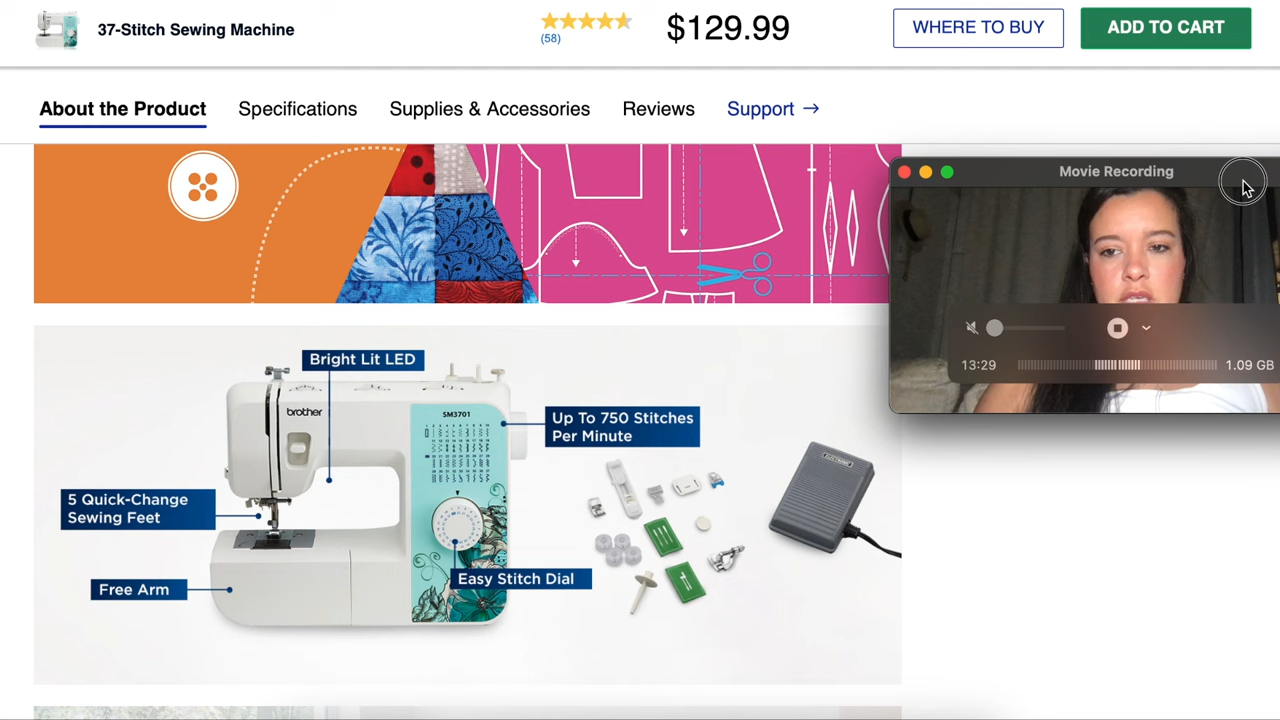 37-Stitch Sewing Machine
(58)
$129.99
WHERE TO BUY
ADD TO CART
About the Product
Specifications
Supplies & Accessories
Reviews
Support →
Movie Recording
13:29
1.09 GB
Bright Lit LED
brother
SM3701
Up To 750 Stitches
Per Minute
5 Quick-Change
Sewing Feet
Easy Stitch Dial
Free Arm